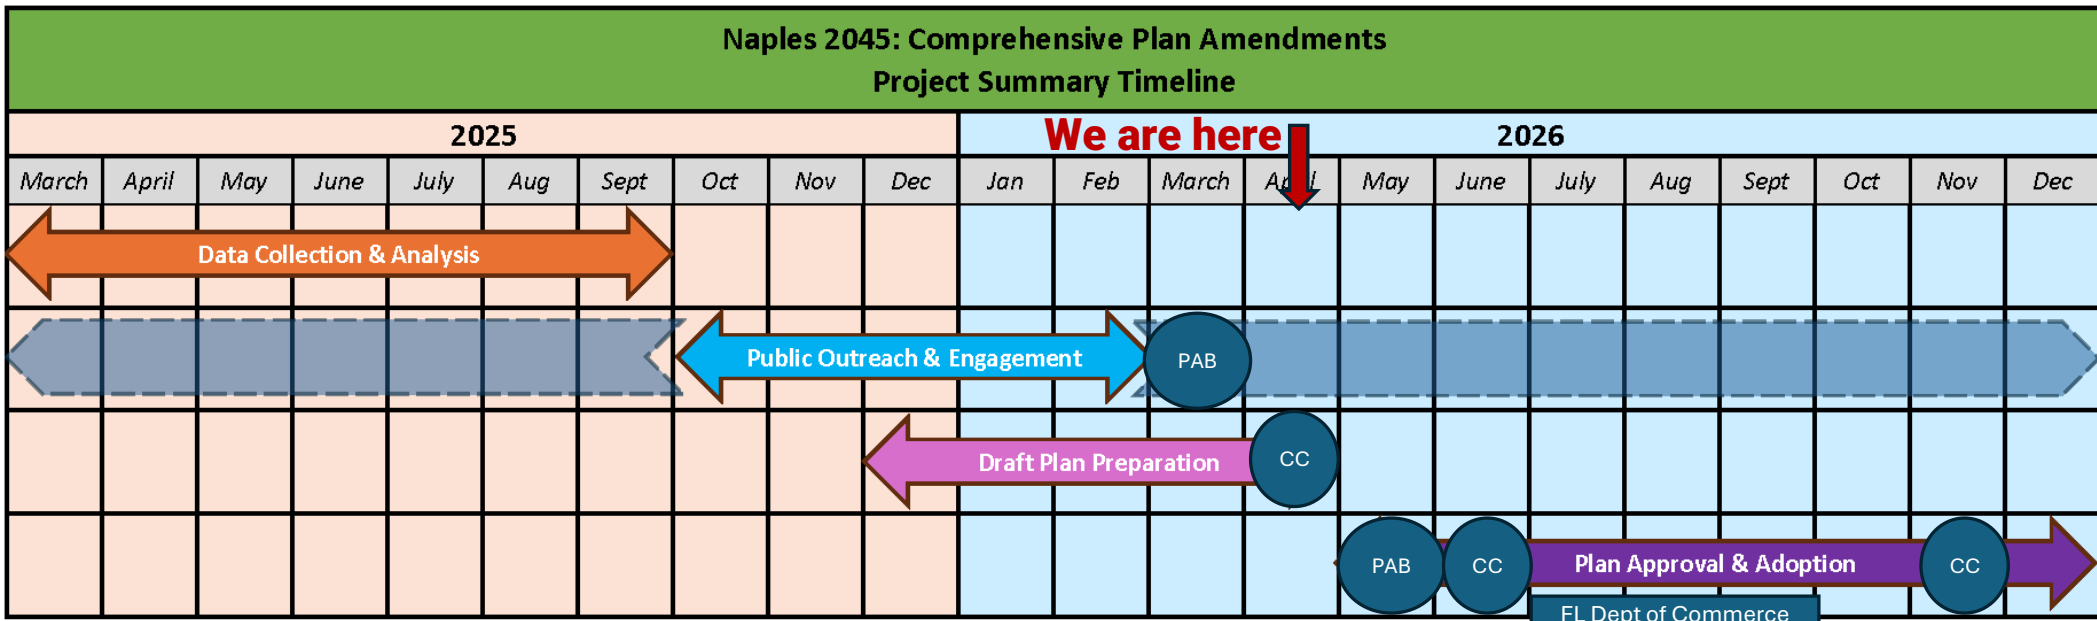 Naples 2045: Comprehensive Plan Amendments
Project Summary Timeline
2025
We are here
2026
March April May June July Aug Sept Oct Nov Dec Jan Feb March April May June July Aug Sept Oct Nov Dec
Data Collection & Analysis
Public Outreach & Engagement
PAB
Draft Plan Preparation
CC
PAB
CC
Plan Approval & Adoption
CC
FL Dept of Commerce